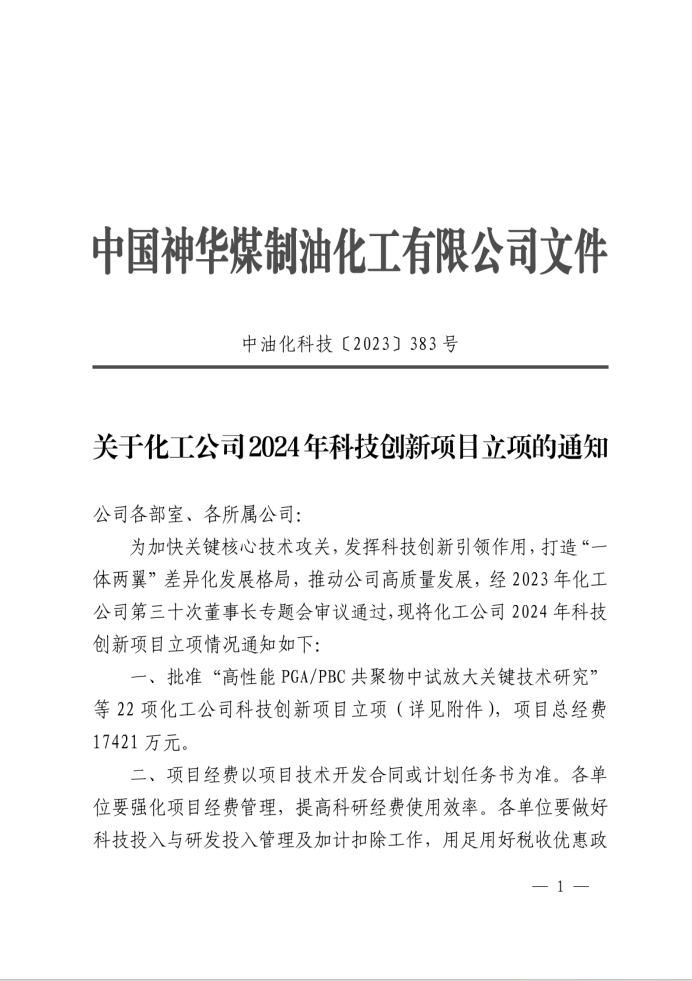 中国神华煤制油化工有限公司文件
中油化科技〔2023〕383 号
关于化工公司2024年科技创新项目立项的通知
公司各部室、各所属公司：
为加快关键核心技术攻关，发挥科技创新引领作用，打造“一
体两翼”差异化发展格局，推动公司高质量发展，经 2023 年化工
公司第三十次董事长专题会审议通过，现将化工公司 2024 年科技
创新项目立项情况通知如下：
一、批准“高性能 PGA/PBC 共聚物中试放大关键技术研究”
等 22 项化工公司科技创新项目立项（详见附件），项目总经费
17421 万元。
二、项目经费以项目技术开发合同或计划任务书为准。各单
位要强化项目经费管理，提高科研经费使用效率。各单位要做好
科技投入与研发投入管理及加计扣除工作，用足用好税收优惠政
— 1 —